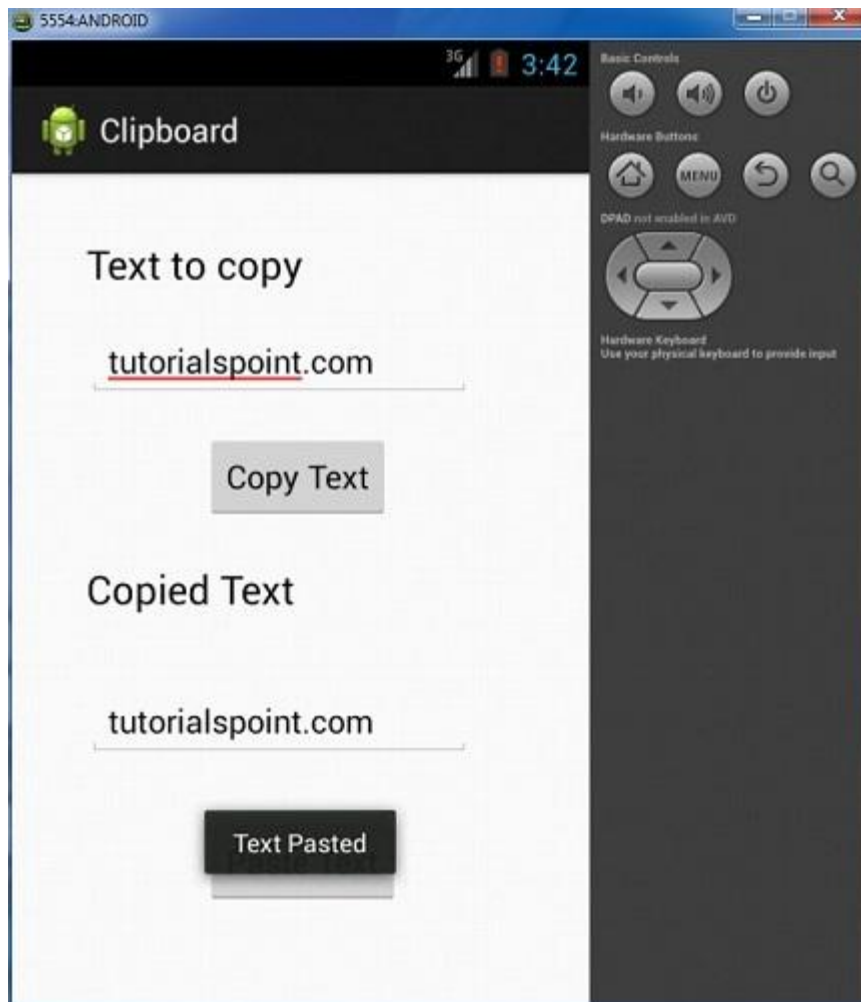 5554:ANDROID
3G 3:42
Clipboard
Text to copy
tutorialspoint.com
Copy Text
Copied Text
tutorialspoint.com
Text Pasted
Paste Text
Basic Controls
Hardware Buttons
MENU
DPAD not enabled in AVD
Hardware Keyboard
Use your physical keyboard to provide input